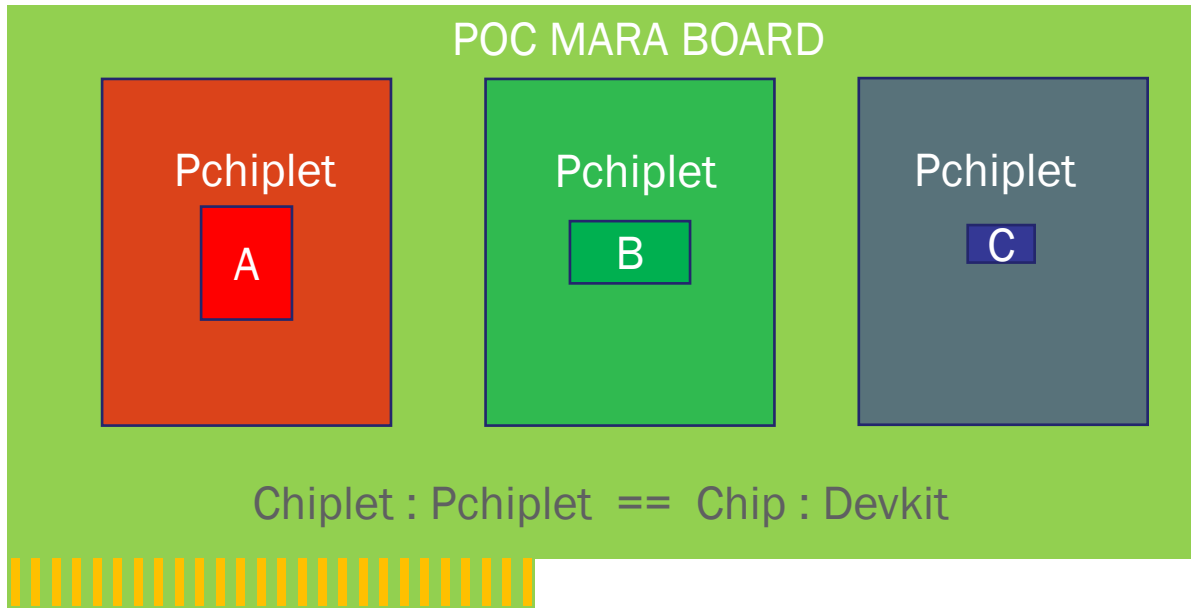 POC MARA BOARD
Pchiplet
A
Pchiplet
B
Pchiplet
C
Chiplet : Pchiplet == Chip : Devkit